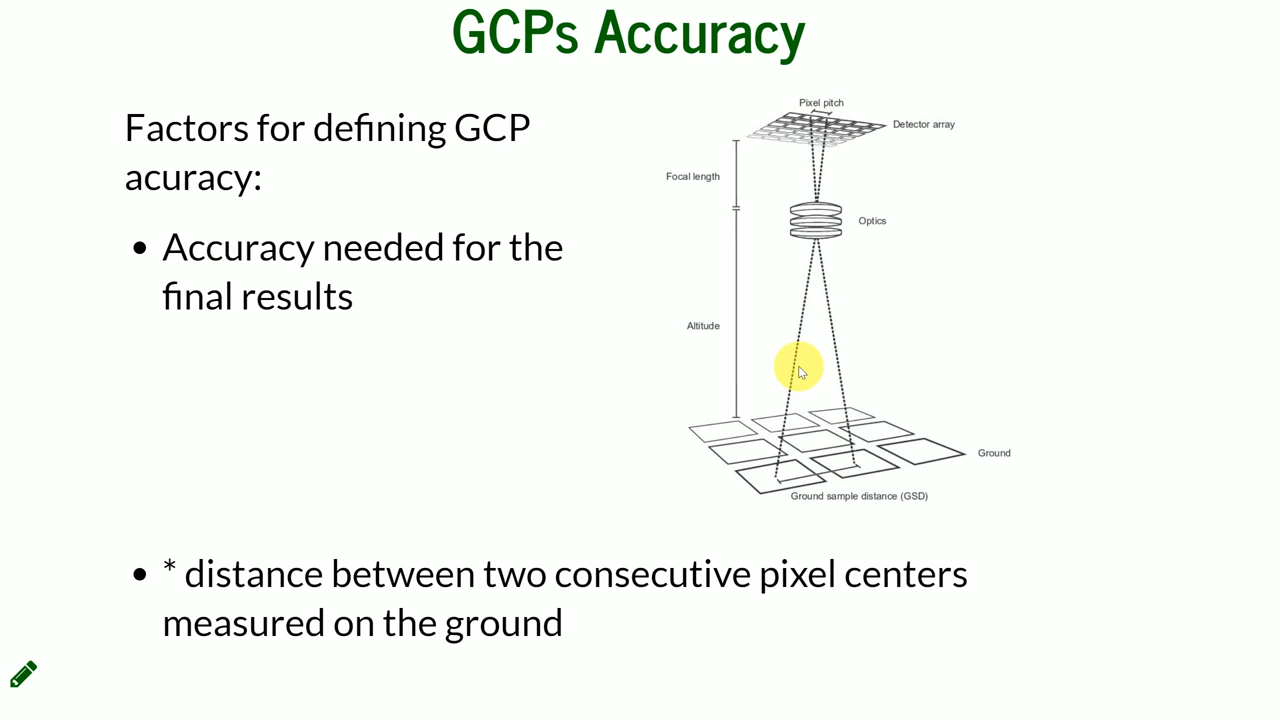 GCPs Accuracy
Factors for defining GCP
acuracy:
• Accuracy needed for the
final results
Pixel pitch
Detector array
Focal length
Optics
Altitude
Ground
Ground sample distance (GSD)
• * distance between two consecutive pixel centers
measured on the ground